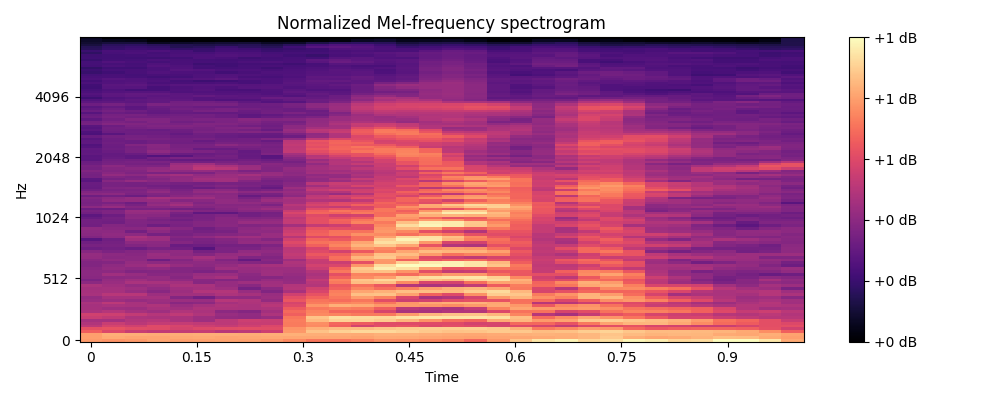 Normalized Mel-frequency spectrogram
Hz
4096
2048
1024
512
0
0 0.15 0.3 0.45 0.6 0.75 0.9
Time
+1 dB
+1 dB
+1 dB
+0 dB
+0 dB
+0 dB